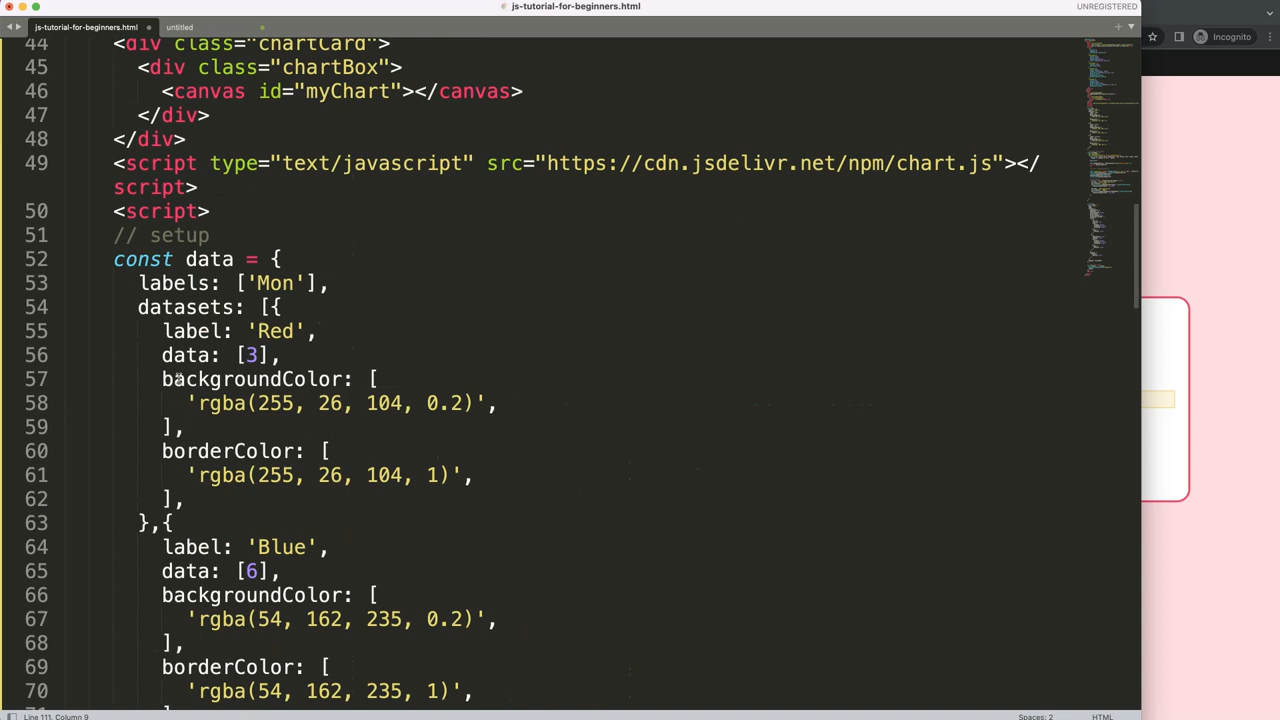 js-tutorial-for-beginners.html
UNREGISTERED
js-tutorial-for-beginners.html
untitled
Incognito
44 <div class="chartCard">
45 <div class="chartBox">
46 <canvas id="myChart"></canvas>
47 </div>
48 </div>
49 <script type="text/javascript" src="https://cdn.jsdelivr.net/npm/chart.js"></
script>
50 <script>
51 // setup
52 const data = {
53 labels: ['Mon'],
54 datasets: [{
55 label: 'Red',
56 data: [3],
57 backgroundColor: [
58 'rgba(255, 26, 104, 0.2)',
59 ],
60 borderColor: [
61 'rgba(255, 26, 104, 1)',
62 ],
63 },{
64 label: 'Blue',
65 data: [6],
66 backgroundColor: [
67 'rgba(54, 162, 235, 0.2)',
68 ],
69 borderColor: [
70 'rgba(54, 162, 235, 1)',
Line 111, Column 9
Spaces: 2
HTML